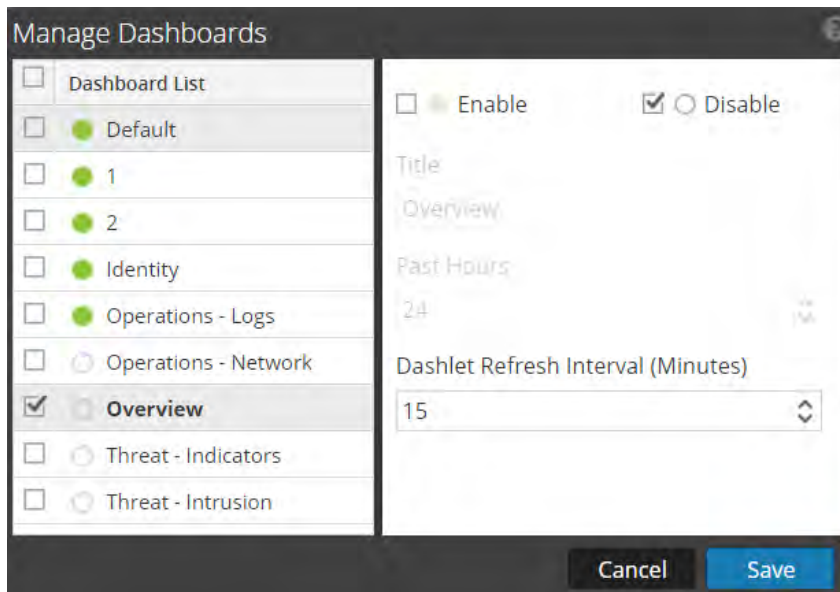 Manage Dashboards
Dashboard List
Default
1
2
Identity
Operations - Logs
Operations - Network
Overview
Threat - Indicators
Threat - Intrusion
Enable
Disable
Title
Overview
Past Hours
24
Dashlet Refresh Interval (Minutes)
15
Cancel
Save